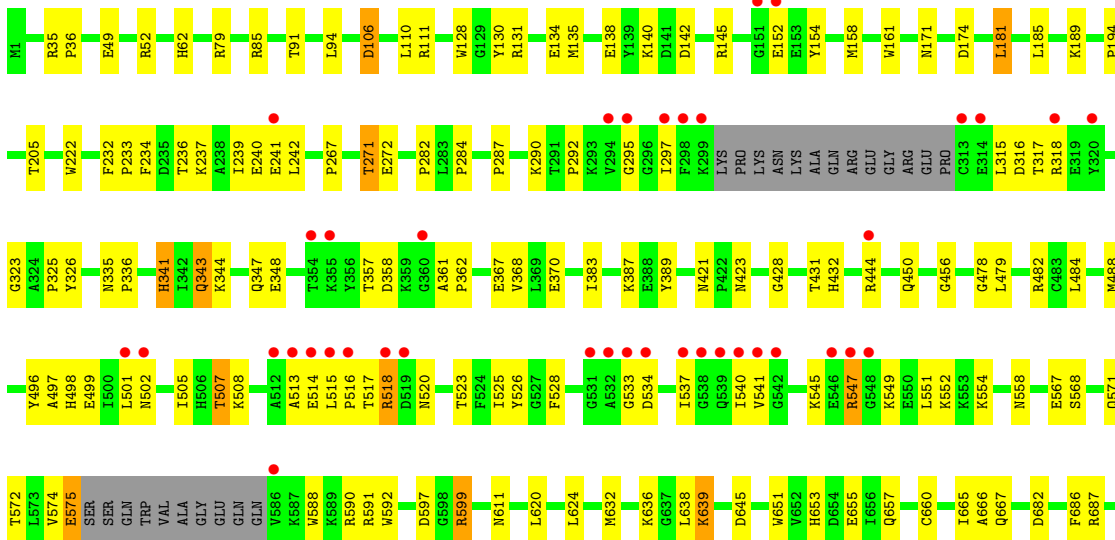 M1 R35 P36 E49 R52 H62 R79 R85 T91 L94 D106 L110 R111 W128 G129 Y130 R131 E134 M135 E138 Y139 K140 D141 D142 R145 G151 E152 E153 Y154 M158 W161 N171 D174 L181 L185 K189 P194
T205 W222 F232 P233 F234 D235 T236 K237 A238 I239 E240 E241 L242 P267 T271 E272 P282 L283 P284 P287 K290 T291 P292 K293 V294 G295 G296 I297 F298 K299 LYS PRO LYS ASN LYS ALA GLN ARG GLU GLY ARG GLU PRO C313 E314 L315 D316 T317 R318 E319 Y320
G323 A324 P325 Y326 N335 P336 H341 I342 Q343 K344 Q347 E348 T354 K355 Y356 T357 D358 K359 G360 A361 P362 E367 V368 L369 E370 I383 K387 E388 Y389 N421 P422 N423 G428 T431 H432 R444 Q450 G456 G478 L479 R482 C483 L484 M488
Y496 A497 H498 E499 I500 L501 N502 I505 H506 T507 K508 A512 A513 E514 L515 P516 T517 R518 D519 N520 T523 F524 I525 Y526 G527 F528 G531 A532 G533 D534 I537 G538 Q539 I540 V541 G542 K545 E546 R547 G548 K549 E550 L551 K552 K553 K554 N558 E567 S568 Q571
T572 L573 V574 E575 SER SER GLN TRP VAL ALA GLY GLU GLN GLN V586 K587 W588 K589 R590 R591 W592 D597 G598 R599 N611 L620 L624 M632 K636 G637 L638 K639 D645 W651 V652 H653 D654 E655 I656 Q657 C660 I665 A666 Q667 D682 F686 R687